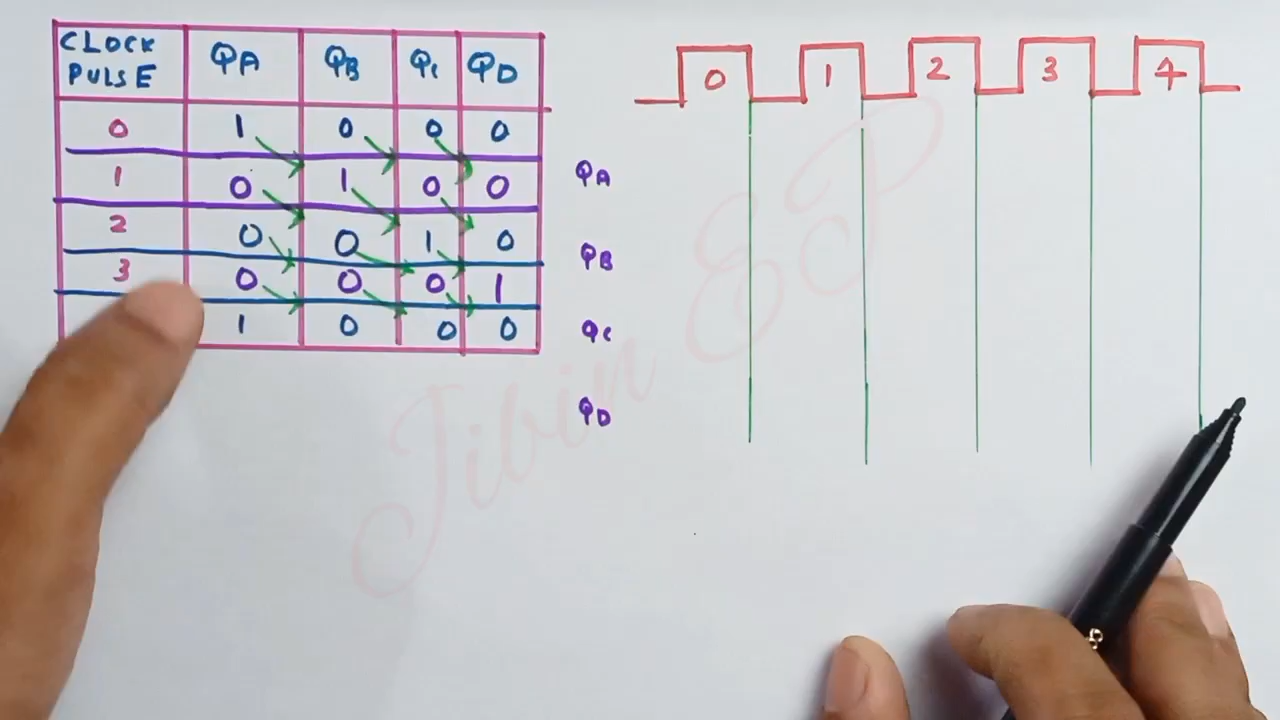 CLOCK PULSE QA QB QC QD
0 1 0 0 0
1 0 1 0 0
2 0 0 1 0
3 0 0 0 1
1 0 0 0
0 1 2 3 4
QA
QB
QC
QD
Jibin EP